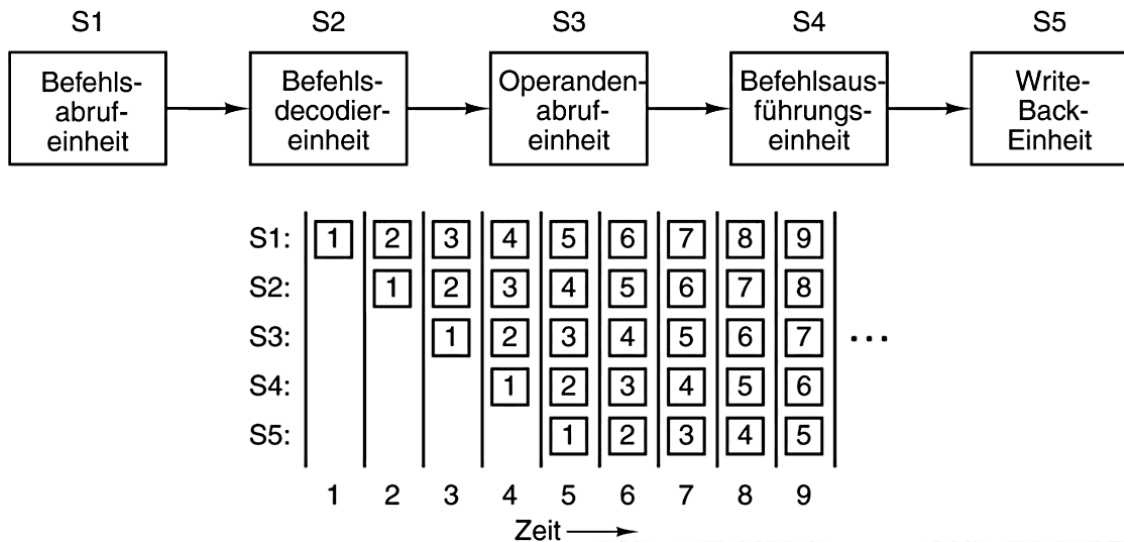 S1 S2 S3 S4 S5
Befehls-
abruf-
einheit
Befehls-
decodier-
einheit
Operanden-
abruf-
einheit
Befehlsaus-
führungs-
einheit
Write-
Back-
Einheit
S1: 1 2 3 4 5 6 7 8 9
S2: 1 2 3 4 5 6 7 8
S3: 1 2 3 4 5 6 7 ...
S4: 1 2 3 4 5 6
S5: 1 2 3 4 5
1 2 3 4 5 6 7 8 9
Zeit